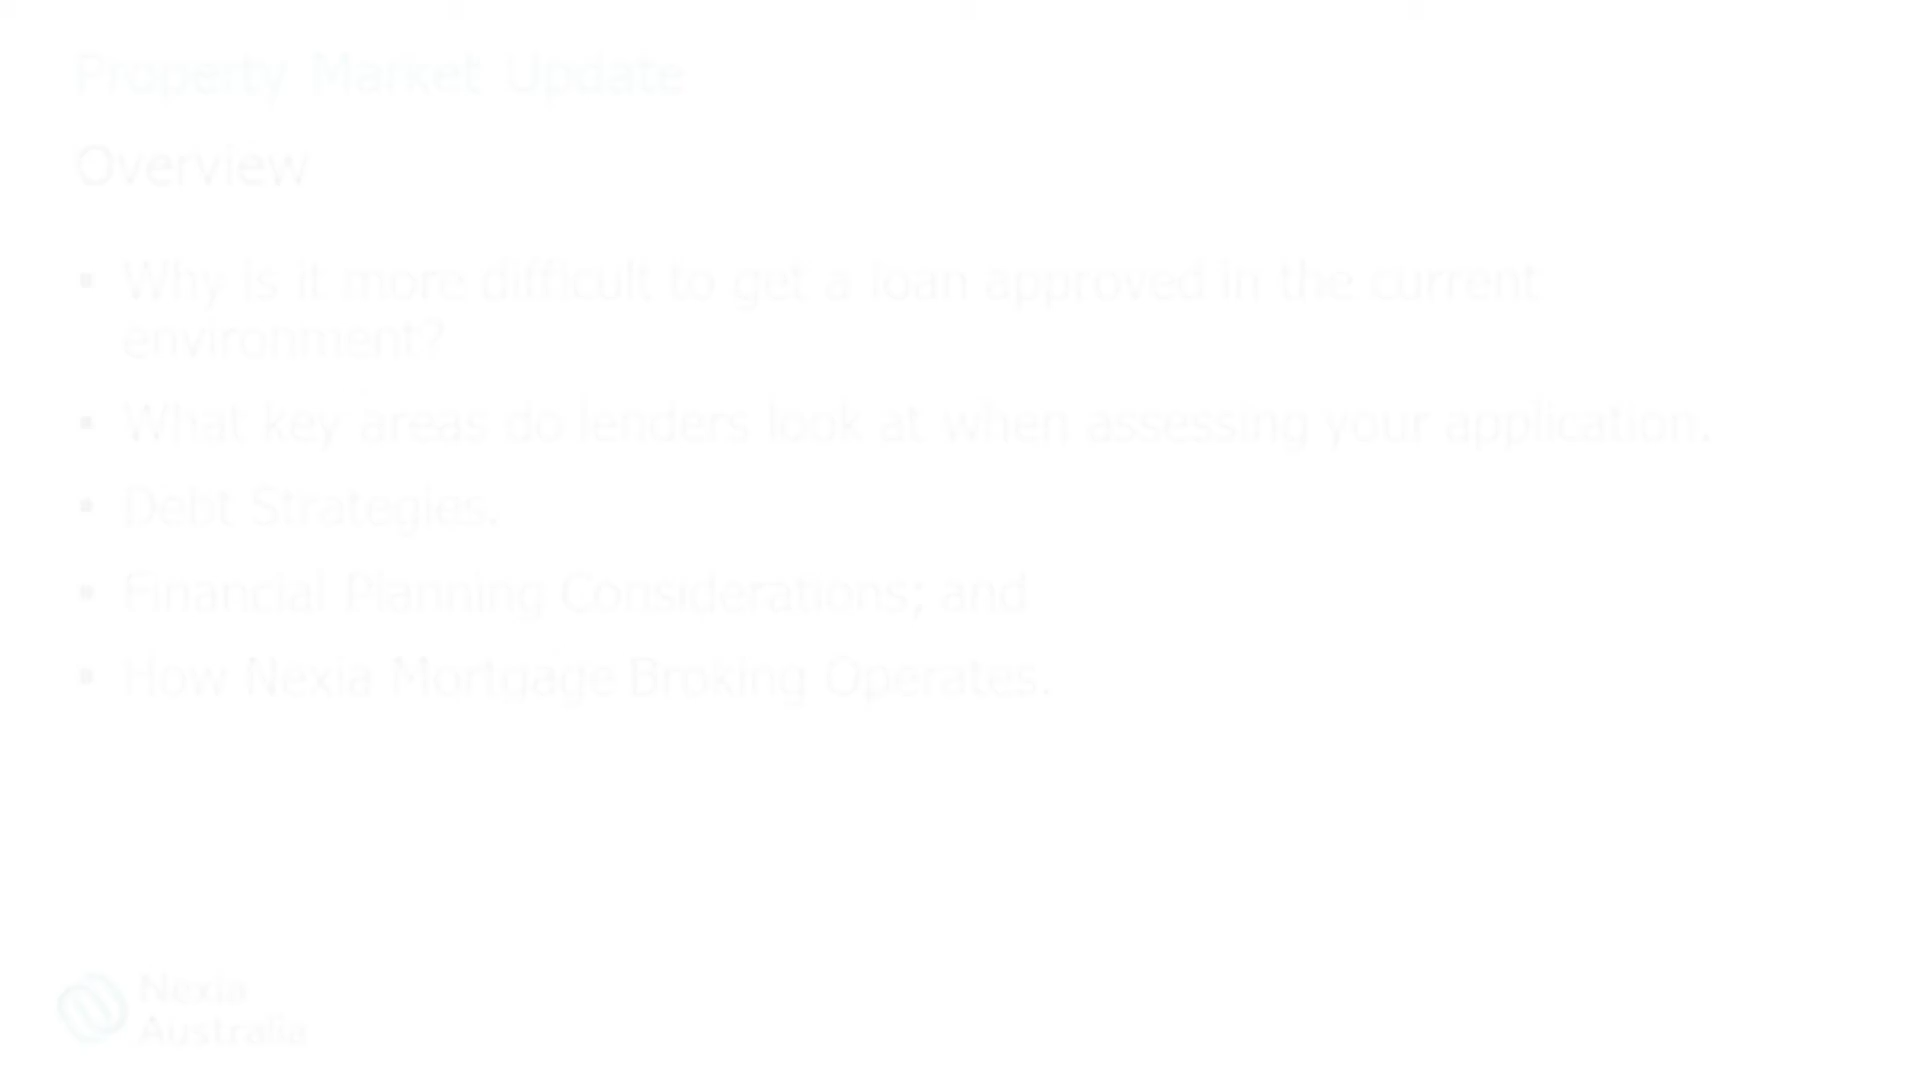 Property Market Update
Overview
▪ Why is it more difficult to get a loan approved in the current
environment?
▪ What key areas do lenders look at when assessing your application.
▪ Debt Strategies.
▪ Financial Planning Considerations; and
▪ How Nexia Mortgage Broking Operates.
Nexia
Australia